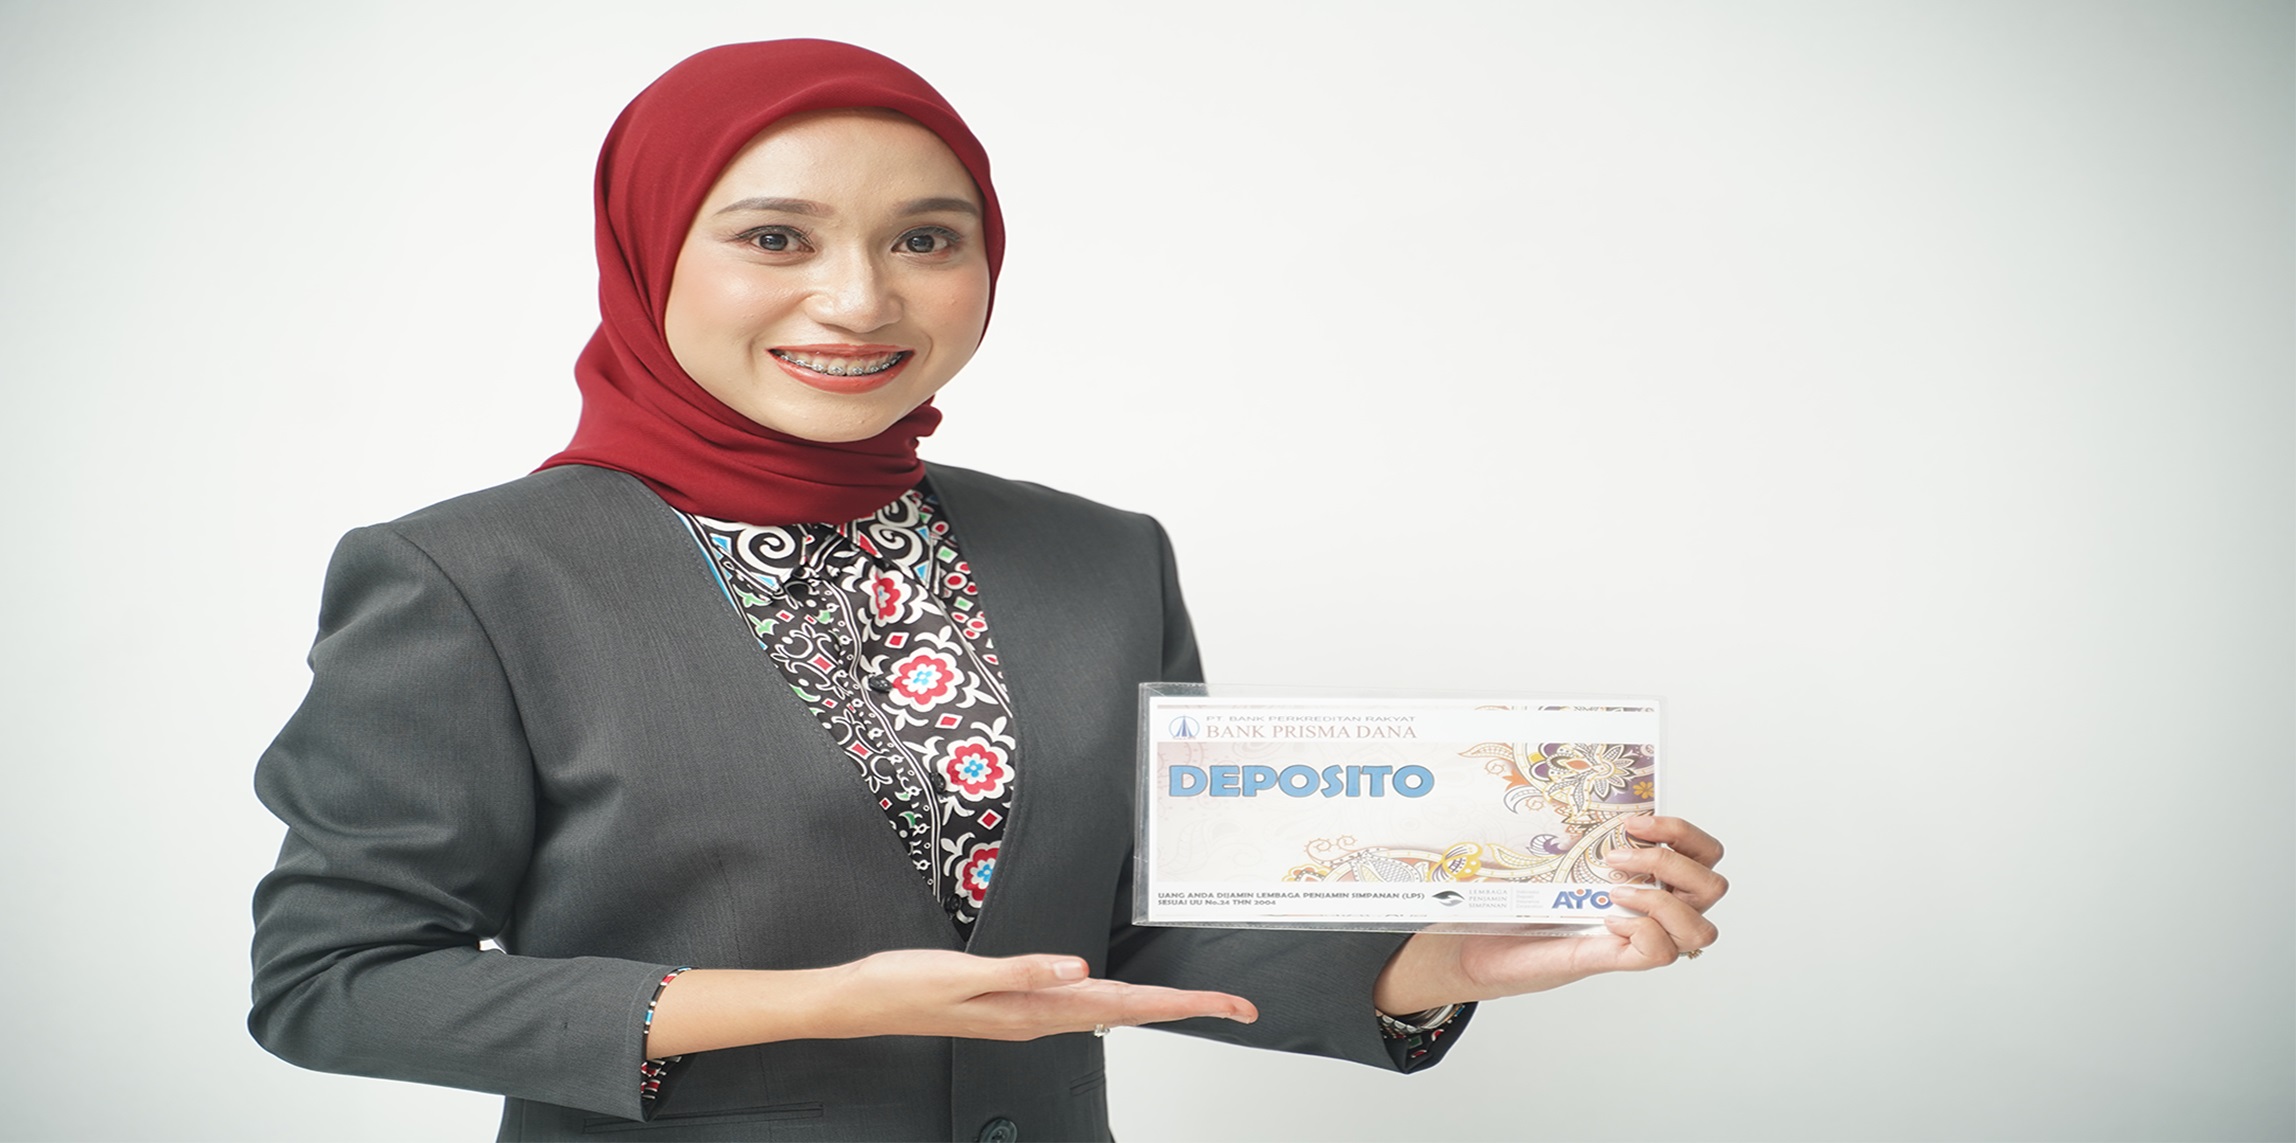 PT. BANK PERKREDITAN RAKYAT
BANK PRISMA DANA
DEPOSITO
UANG ANDA DIJAMIN LEMBAGA PENJAMIN SIMPANAN (LPS)
SESUAI UU No.24 THN 2004
LEMBAGA
PENJAMIN
SIMPANAN
AYO